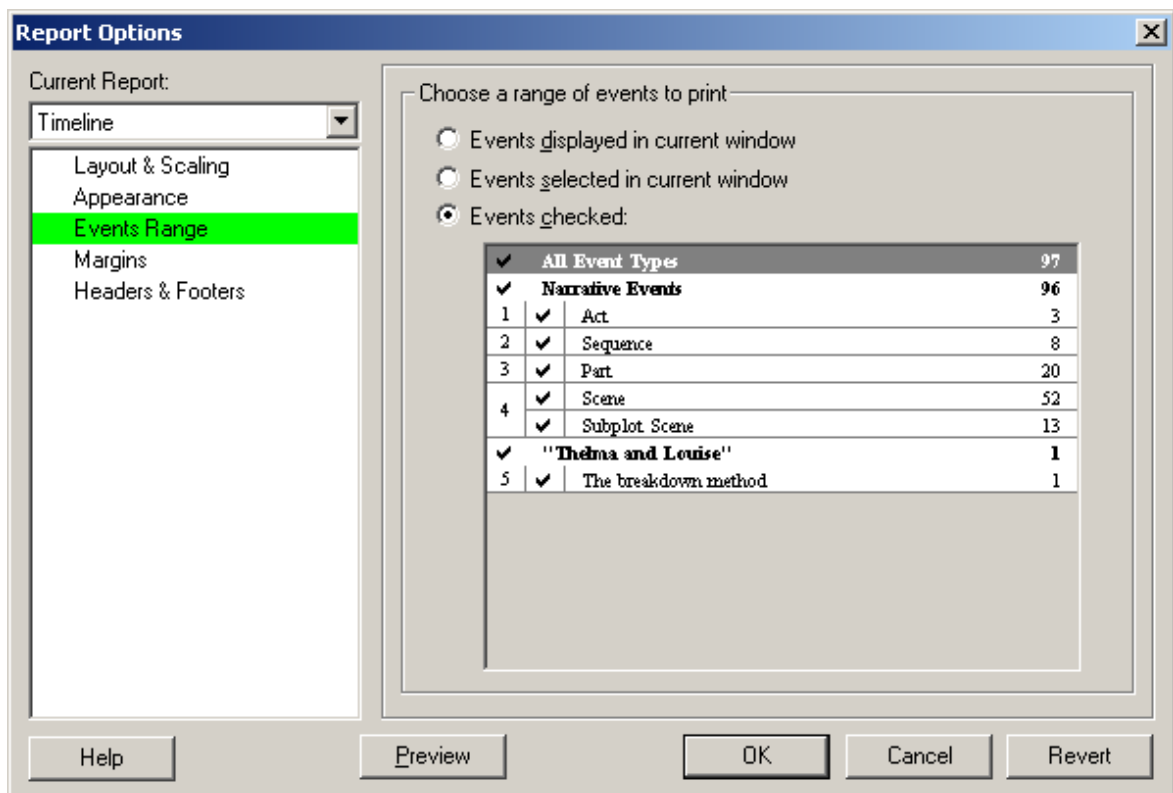 Report Options
Current Report:
Timeline
Layout & Scaling
Appearance
Events Range
Margins
Headers & Footers
Choose a range of events to print
Events displayed in current window
Events selected in current window
Events checked:
All Event Types 97
Narrative Events 96
1 Act 3
2 Sequence 8
3 Part 20
4 Scene 52
Subplot Scene 13
"Thelma and Louise" 1
5 The breakdown method 1
Help Preview OK Cancel Revert